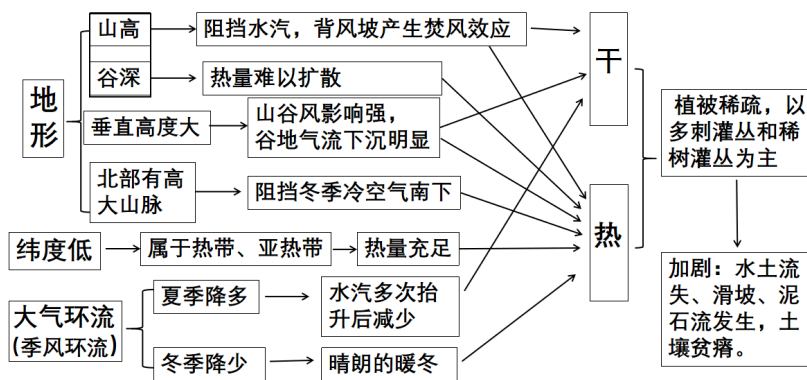 地
形
山高
谷深
垂直高度大
北部有高
大山脉
阻挡水汽，背风坡产生焚风效应
热量难以扩散
山谷风影响强，
谷地气流下沉明显
阻挡冬季冷空气南下
纬度低
属于热带、亚热带
热量充足
大气环流
(季风环流)
夏季降多
水汽多次抬
升后减少
冬季降少
晴朗的暖冬
干
热
植被稀疏，以
多刺灌丛和稀
树灌丛为主
加剧：水土流
失、滑坡、泥
石流发生，土
壤贫瘠。